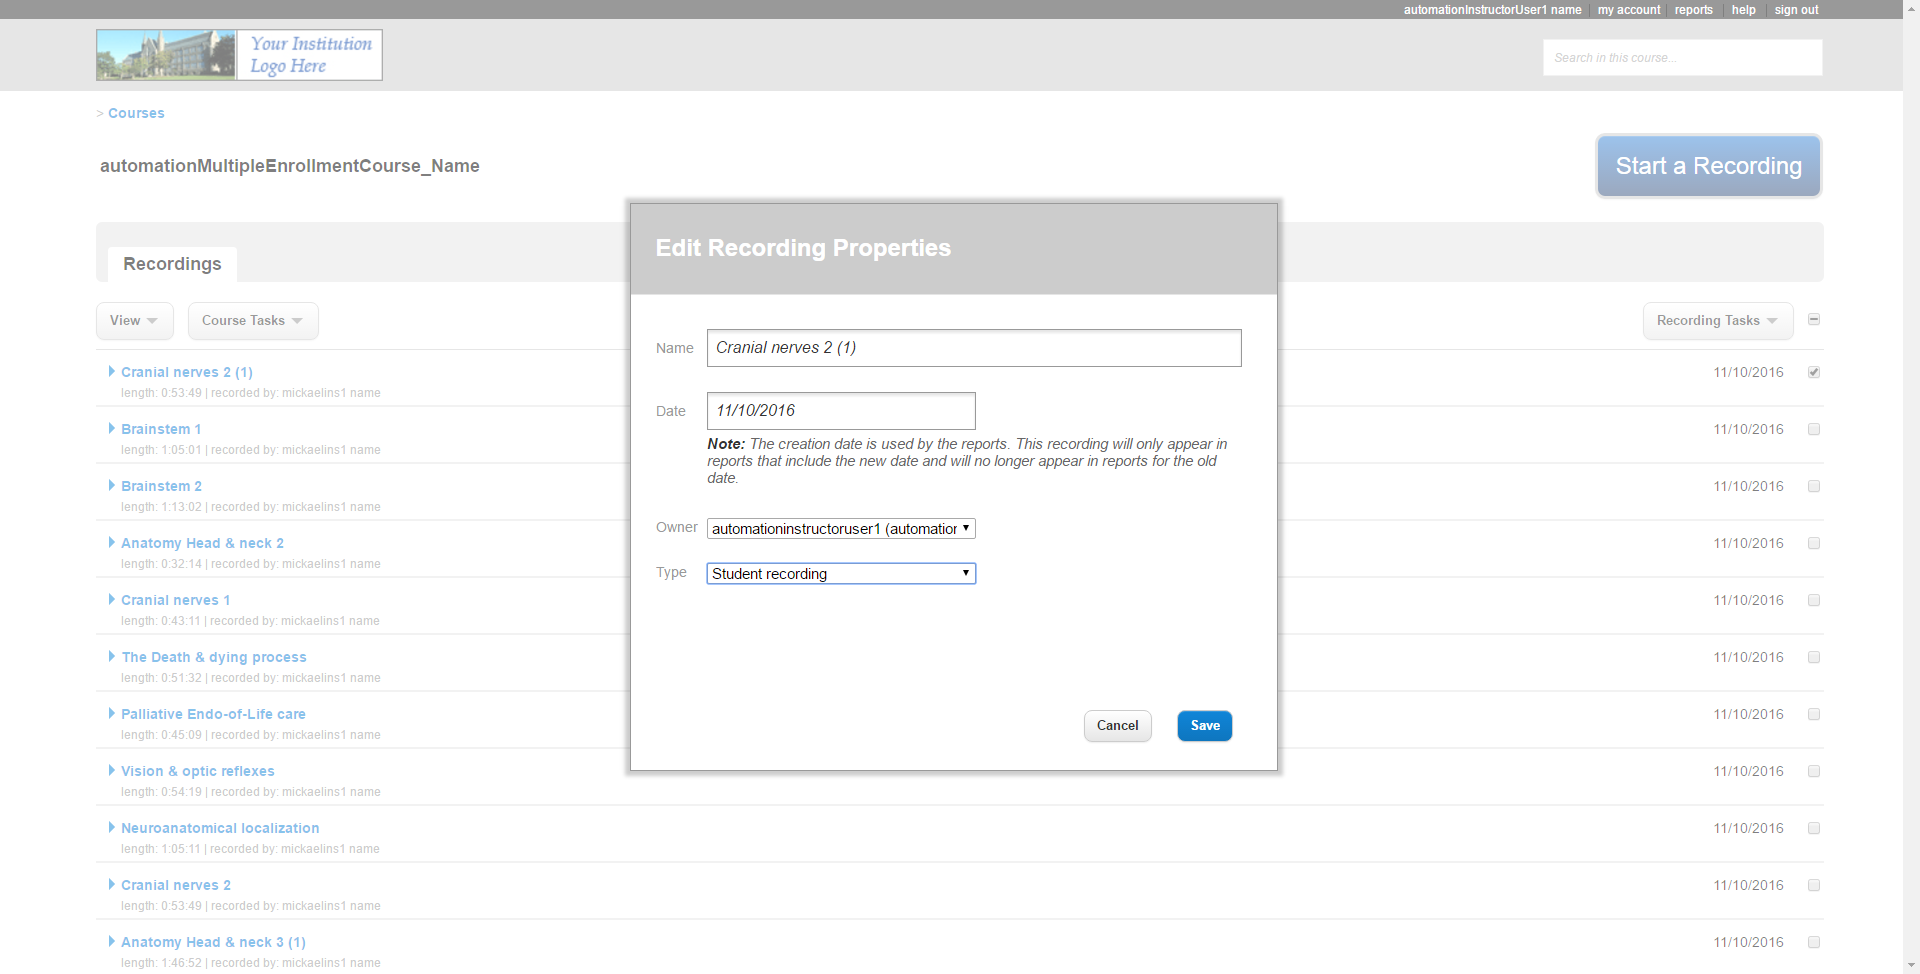 automationInstructorUser1 name | my account | reports | help | sign out
Your Institution
Logo Here
Search in this course...
> Courses
automationMultipleEnrollmentCourse_Name
Start a Recording
Recordings
View
Course Tasks
Recording Tasks
Edit Recording Properties
Name Cranial nerves 2 (1)
Date 11/10/2016
Note: The creation date is used by the reports. This recording will only appear in
reports that include the new date and will no longer appear in reports for the old
date.
Owner automationinstructoruser1 (automation
Type Student recording
Cancel Save
Cranial nerves 2 (1) 11/10/2016
length: 0:53:49 | recorded by: mickaelins1 name
Brainstem 1 11/10/2016
length: 1:05:01 | recorded by: mickaelins1 name
Brainstem 2 11/10/2016
length: 1:13:02 | recorded by: mickaelins1 name
Anatomy Head & neck 2 11/10/2016
length: 0:32:14 | recorded by: mickaelins1 name
Cranial nerves 1 11/10/2016
length: 0:43:11 | recorded by: mickaelins1 name
The Death & dying process 11/10/2016
length: 0:51:32 | recorded by: mickaelins1 name
Palliative Endo-of-Life care 11/10/2016
length: 0:45:09 | recorded by: mickaelins1 name
Vision & optic reflexes 11/10/2016
length: 0:54:19 | recorded by: mickaelins1 name
Neuroanatomical localization 11/10/2016
length: 1:05:11 | recorded by: mickaelins1 name
Cranial nerves 2 11/10/2016
length: 0:53:49 | recorded by: mickaelins1 name
Anatomy Head & neck 3 (1) 11/10/2016
length: 1:46:52 | recorded by: mickaelins1 name